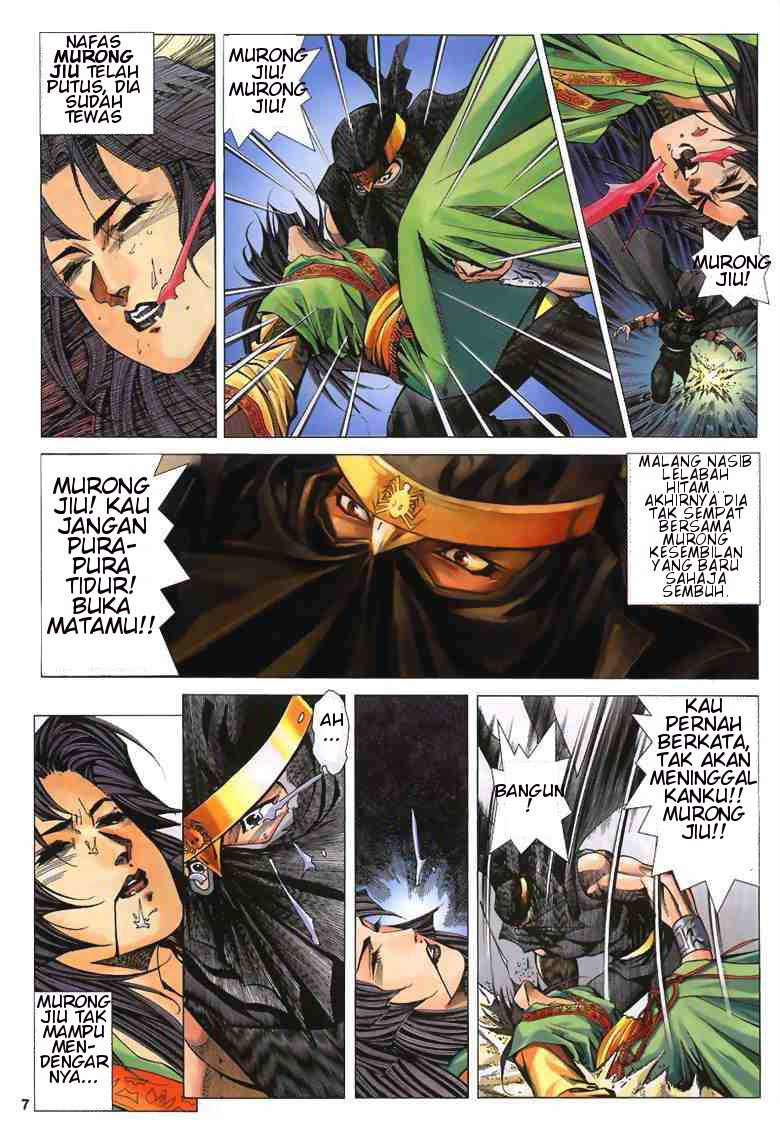 NAFAS
MURONG
JIU TELAH
PUTUS, DIA
SUDAH
TEWAS
MURONG
JIU!
MURONG
JIU!
MURONG
JIU!
MURONG
JIU! KAU
JANGAN
PURA-
PURA
TIDUR!
BUKA
MATAMU!!
MALANG NASIB
LELABAH
HITAM...
AKHIRNYA DIA
TAK SEMPAT
BERSAMA
MURONG
KESEMBILAN
YANG BARU
SAHAJA
SEMBUH.
MURONG
JIU TAK
MAMPU
MEN-
DENGAR
NYA...
AH
...
BANGUN
!
KAU
PERNAH
BERKATA,
TAK AKAN
MENINGGAL
KANKU!!
MURONG
JIU!!
7